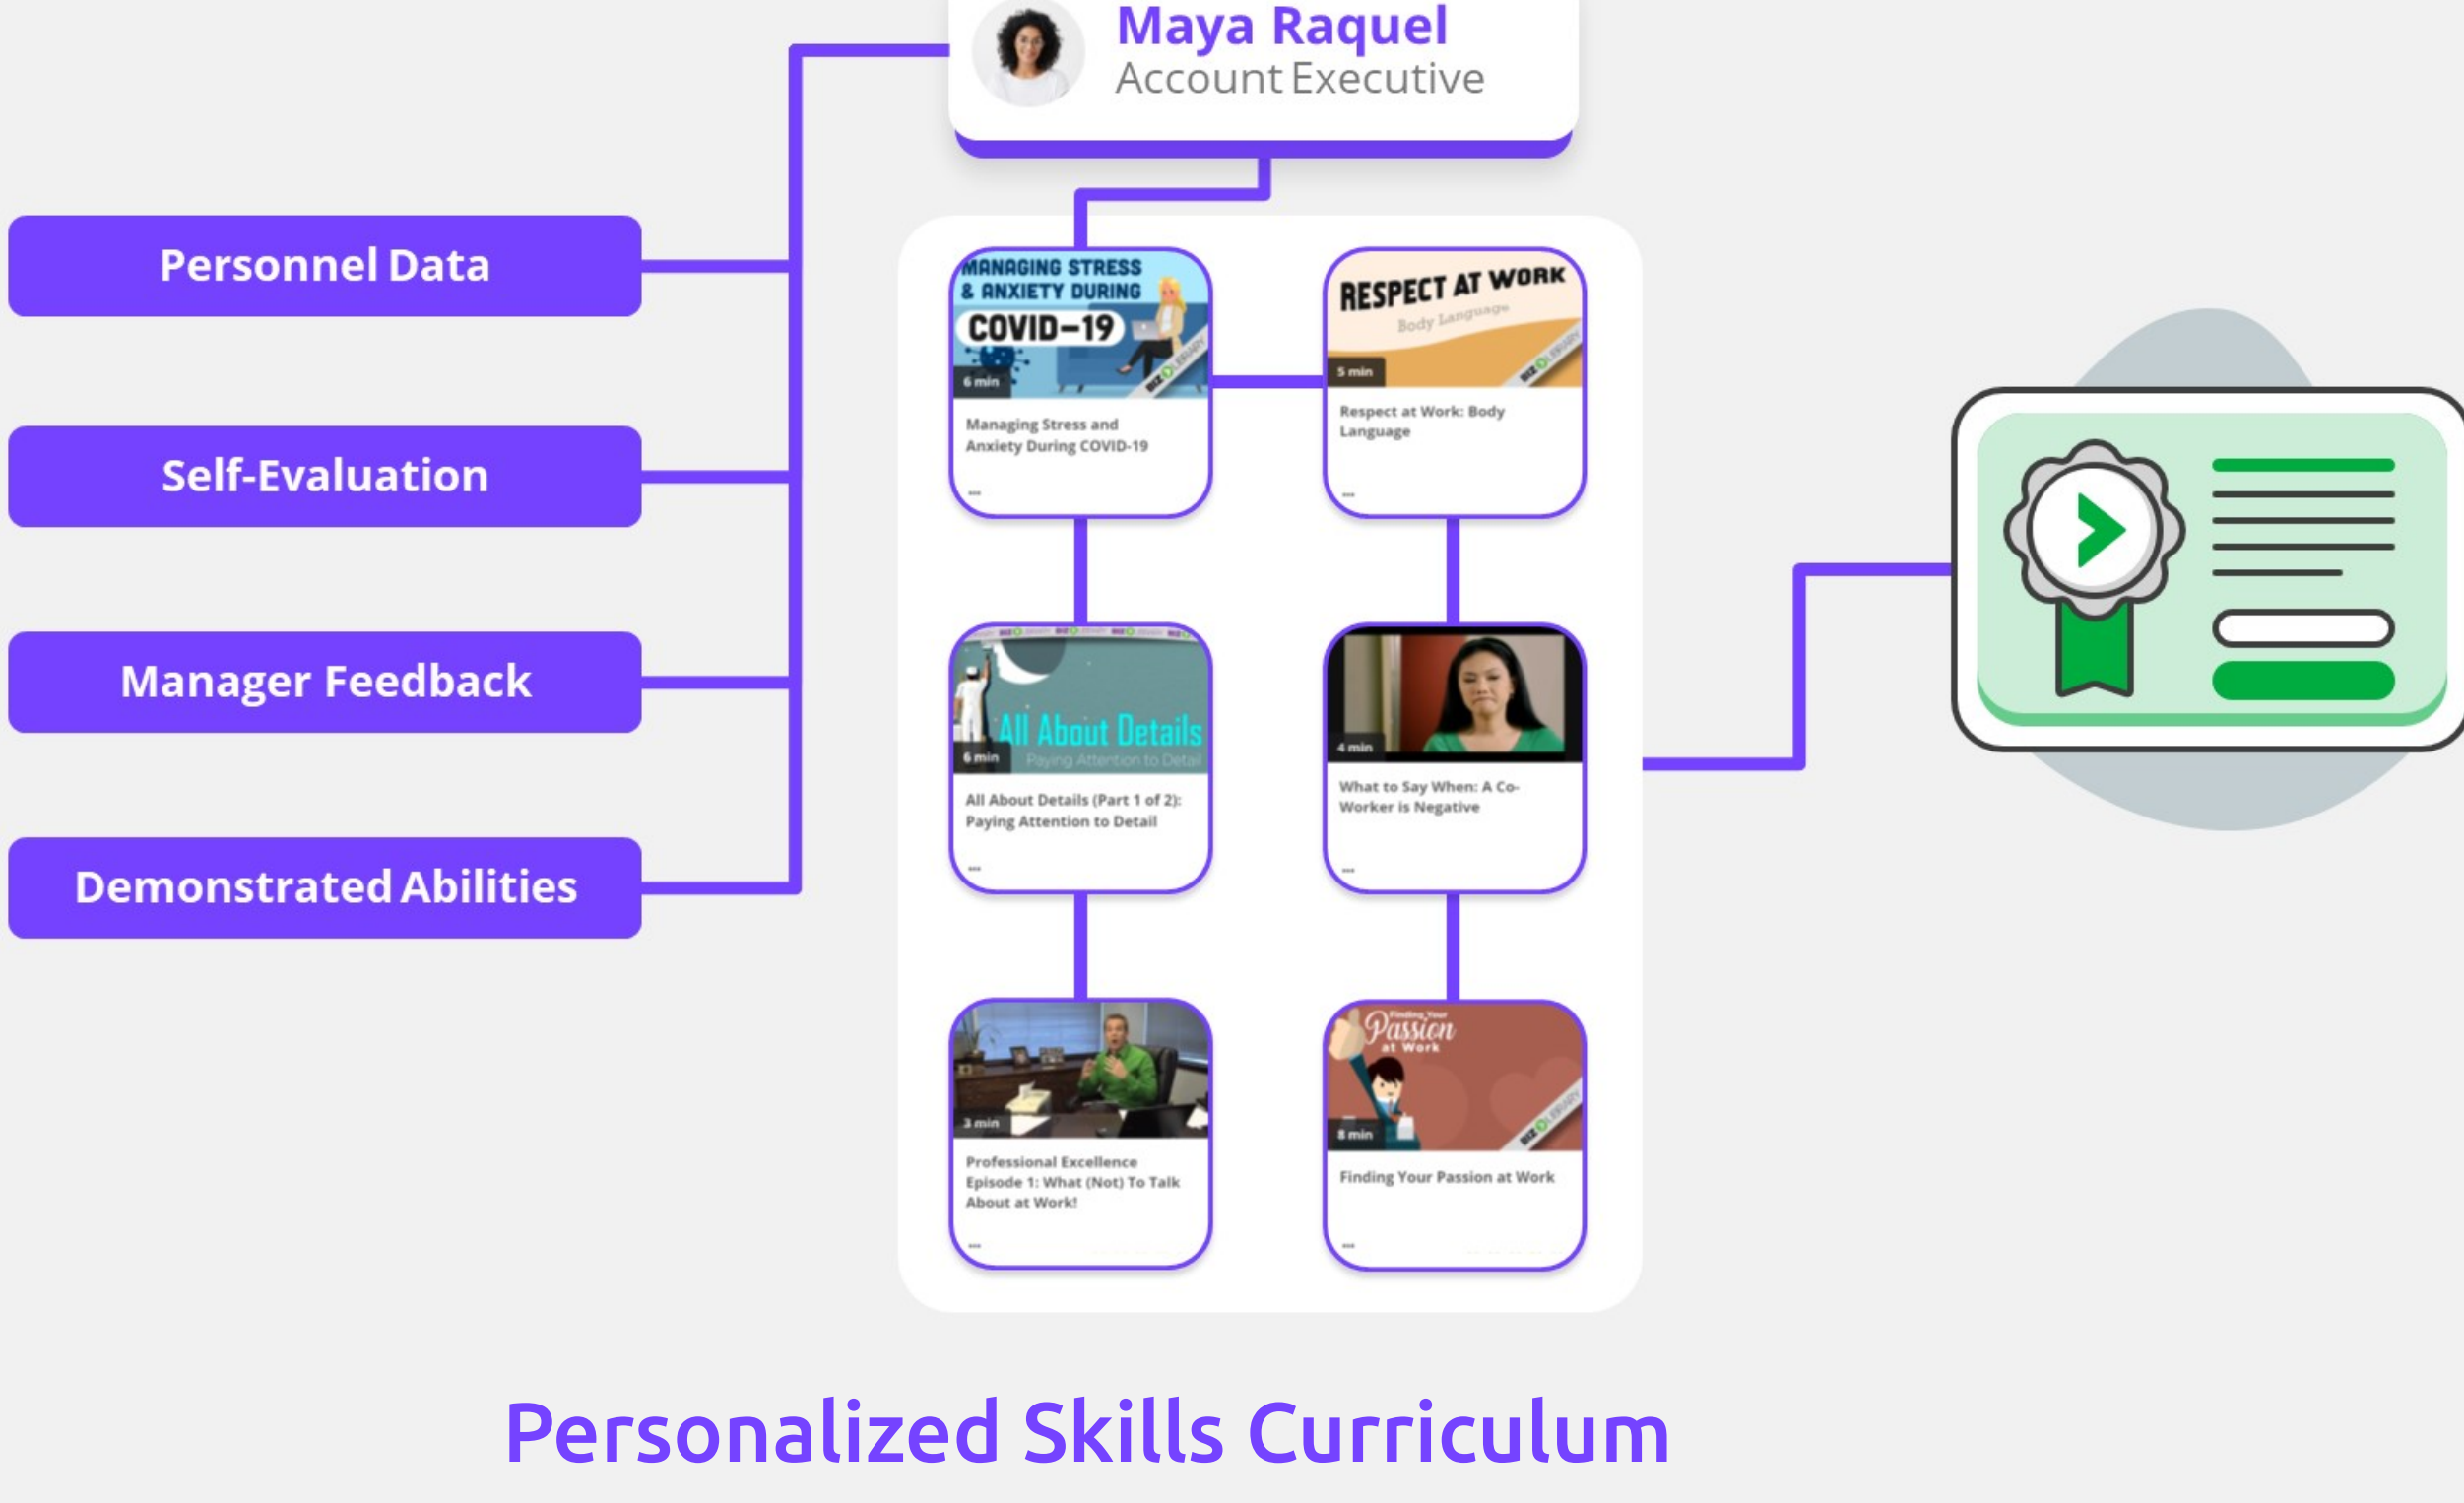 Maya Raquel
Account Executive
Personnel Data
Self-Evaluation
Manager Feedback
Demonstrated Abilities
MANAGING STRESS
& ANXIETY DURING
COVID-19
6 min
BIZLIBRARY
Managing Stress and
Anxiety During COVID-19
...
RESPECT AT WORK
Body Language
5 min
BIZLIBRARY
Respect at Work: Body
Language
...
All About Details
Paying Attention to Detail
6 min
All About Details (Part 1 of 2):
Paying Attention to Detail
...
4 min
What to Say When: A Co-
Worker is Negative
...
3 min
Professional Excellence
Episode 1: What (Not) To Talk
About at Work!
...
Finding Your
Passion
at Work
8 min
BIZLIBRARY
Finding Your Passion at Work
...
Personalized Skills Curriculum